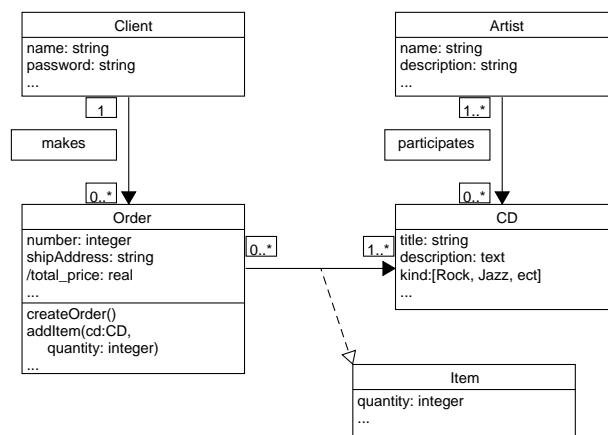 Client
name: string
password: string
...
Artist
name: string
description: string
...
1
1..*
makes
participates
0..*
0..*
Order
number: integer
shipAddress: string
/total_price: real
...
createOrder()
addItem(cd:CD,
quantity: integer)
...
0..*
1..*
CD
title: string
description: text
kind:[Rock, Jazz, ect]
...
Item
quantity: integer
...